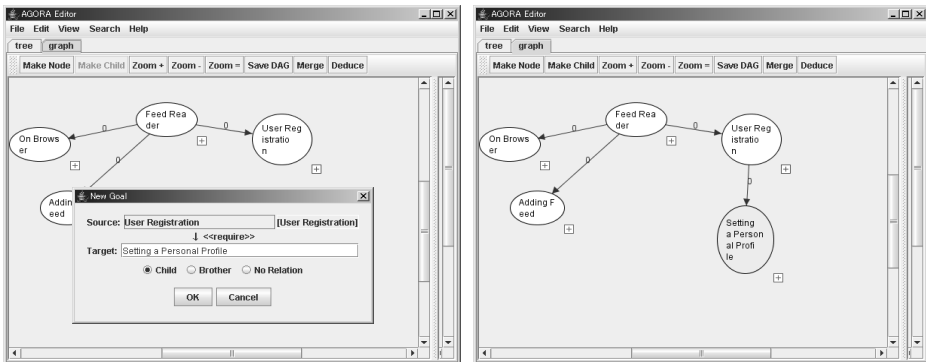 AGORA Editor
File Edit View Search Help
tree graph
Make Node Make Child Zoom + Zoom - Zoom = Save DAG Merge Deduce
Feed Rea
der
0
0
0
On Brows
er
User Reg
istratio
n
Adding
eed
New Goal
Source: User Registration [User Registration]
↓ <<require>>
Target: Setting a Personal Profile
Child Brother No Relation
OK Cancel
AGORA Editor
File Edit View Search Help
tree graph
Make Node Make Child Zoom + Zoom - Zoom = Save DAG Merge Deduce
Feed Rea
der
0
0
0
On Brows
er
User Reg
istratio
n
0
Adding F
eed
Setting
a Person
al Profi
le